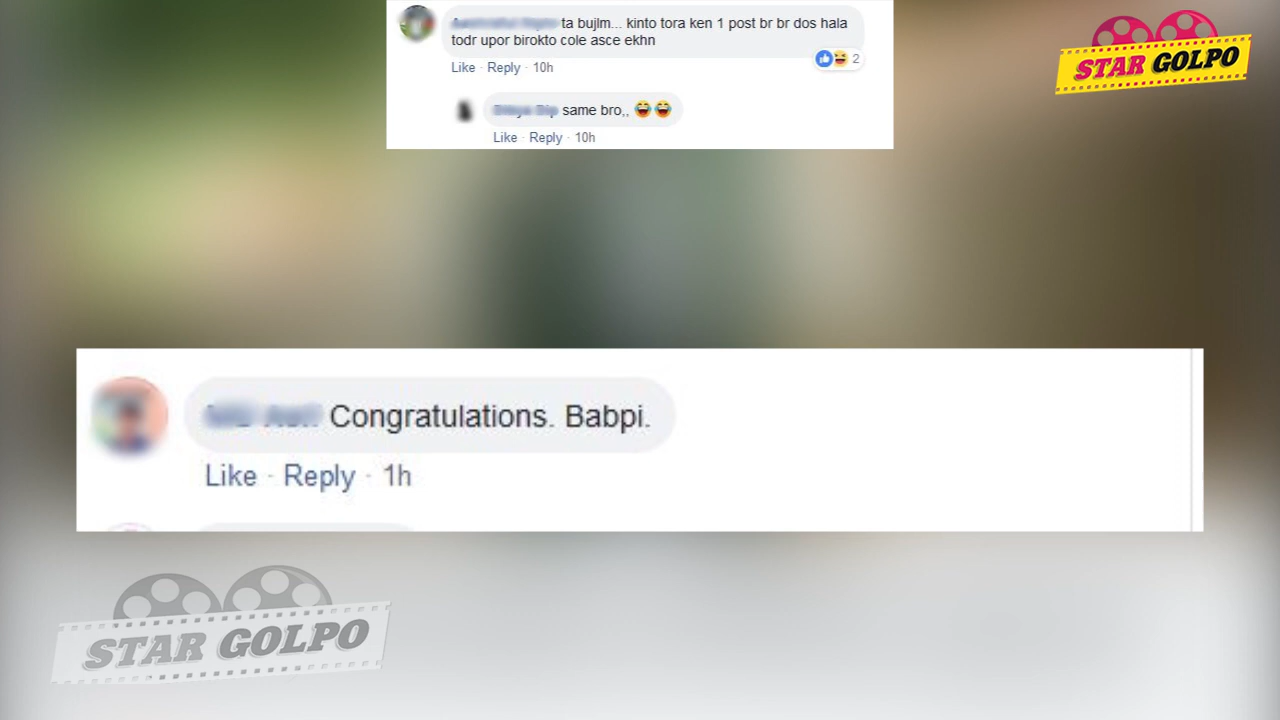 ta bujlm... kinto tora ken 1 post br br dos hala
todr upor birokto cole asce ekhn
Like · Reply · 10h
2
same bro,, 😂😂
Like · Reply · 10h
STAR GOLPO
Congratulations. Babpi.
Like · Reply · 1h
STAR GOLPO